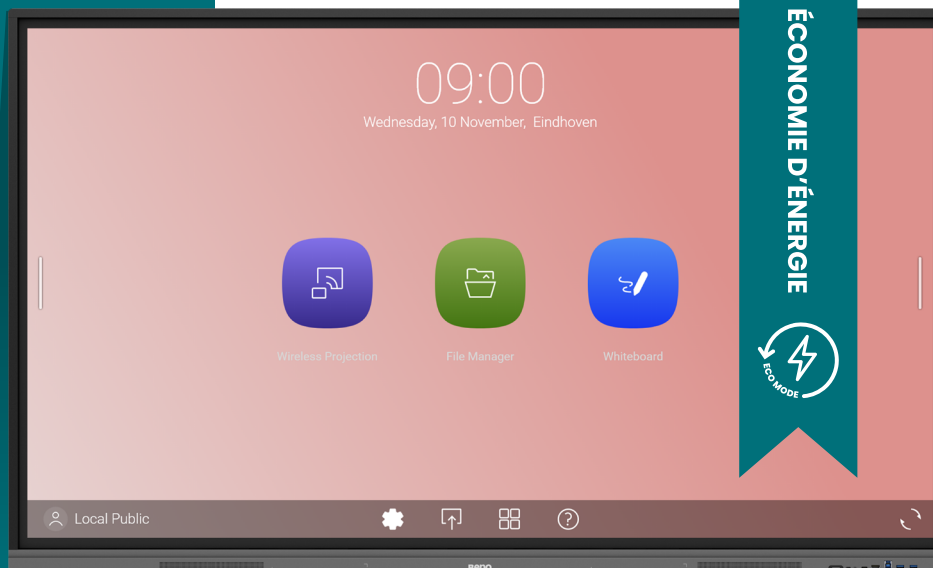 09:00
Wednesday, 10 November, Eindhoven
Wireless Projection
File Manager
Whiteboard
Local Public
ÉCONOMIE D'ÉNERGIE
ECO MODE